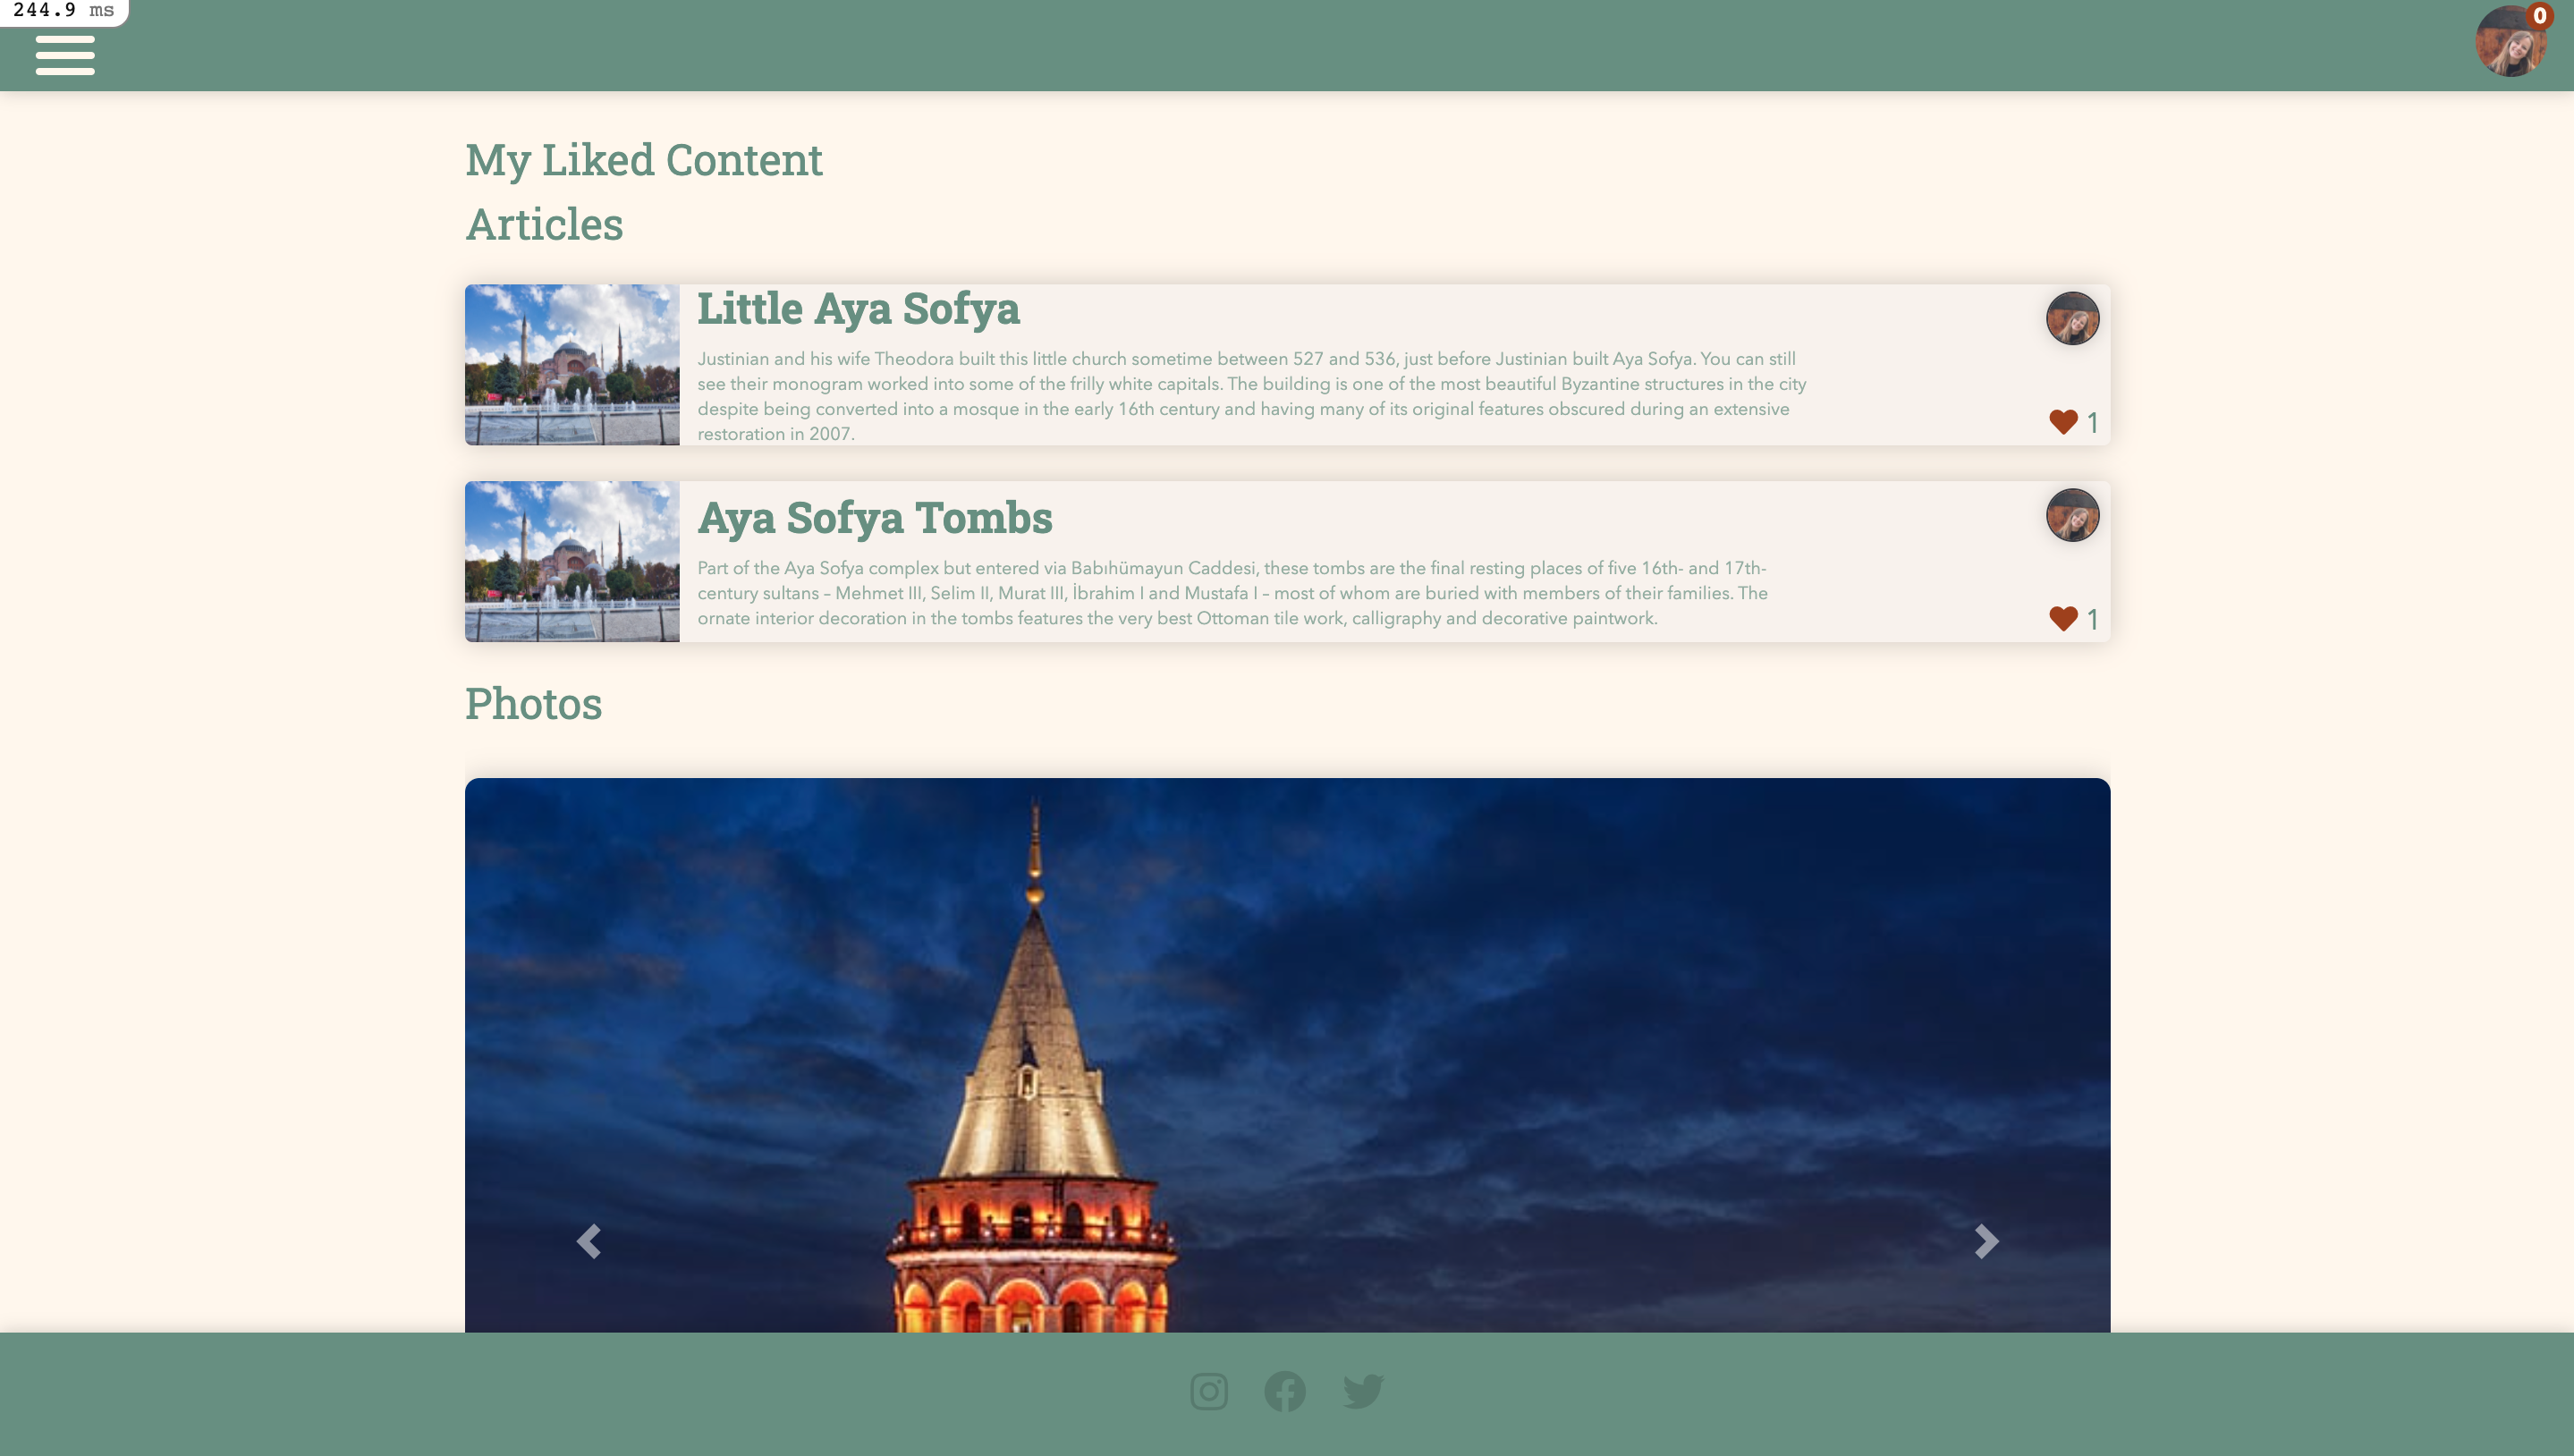 244.9 ms
0
My Liked Content
Articles
Little Aya Sofya
Justinian and his wife Theodora built this little church sometime between 527 and 536, just before Justinian built Aya Sofya. You can still
see their monogram worked into some of the frilly white capitals. The building is one of the most beautiful Byzantine structures in the city
despite being converted into a mosque in the early 16th century and having many of its original features obscured during an extensive
restoration in 2007.
1
Aya Sofya Tombs
Part of the Aya Sofya complex but entered via Babıhümayun Caddesi, these tombs are the final resting places of five 16th- and 17th-
century sultans – Mehmet III, Selim II, Murat III, İbrahim I and Mustafa I – most of whom are buried with members of their families. The
ornate interior decoration in the tombs features the very best Ottoman tile work, calligraphy and decorative paintwork.
1
Photos